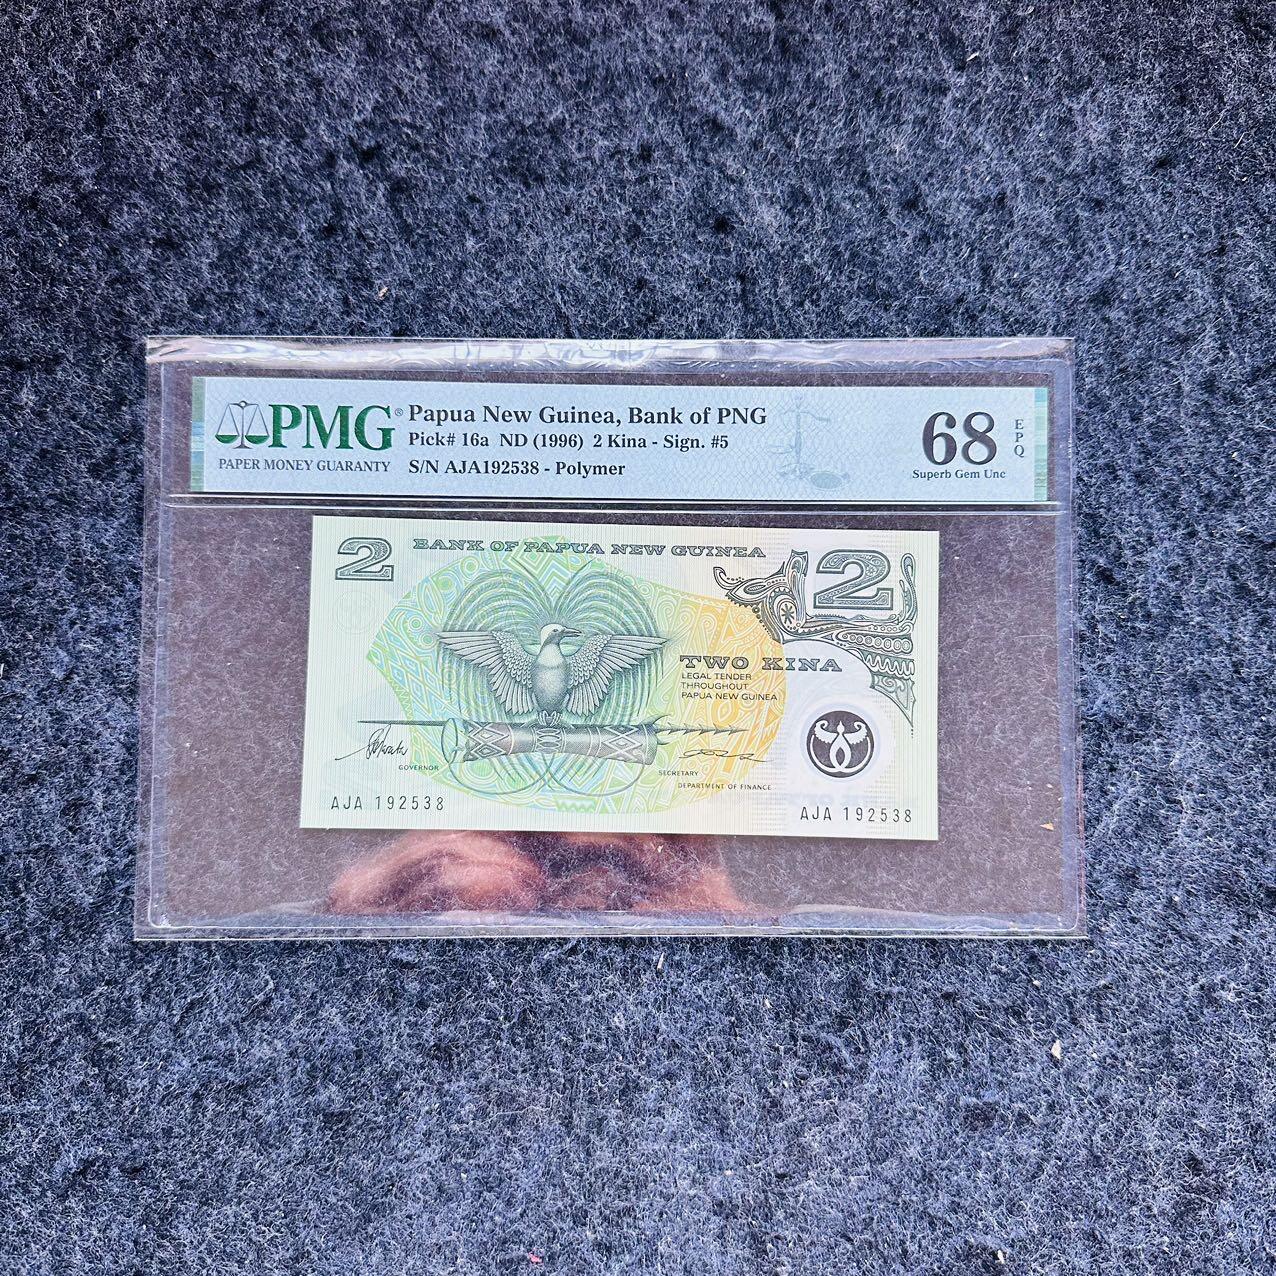 PMG®
PAPER MONEY GUARANTY
Papua New Guinea, Bank of PNG
Pick# 16a ND (1996) 2 Kina - Sign. #5
S/N AJA192538 - Polymer
68
EPQ
Superb Gem Unc
2
BANK OF PAPUA NEW GUINEA
2
TWO KINA
LEGAL TENDER
THROUGHOUT
PAPUA NEW GUINEA
GOVERNOR
SECRETARY
DEPARTMENT OF FINANCE
AJA 192538
AJA 192538